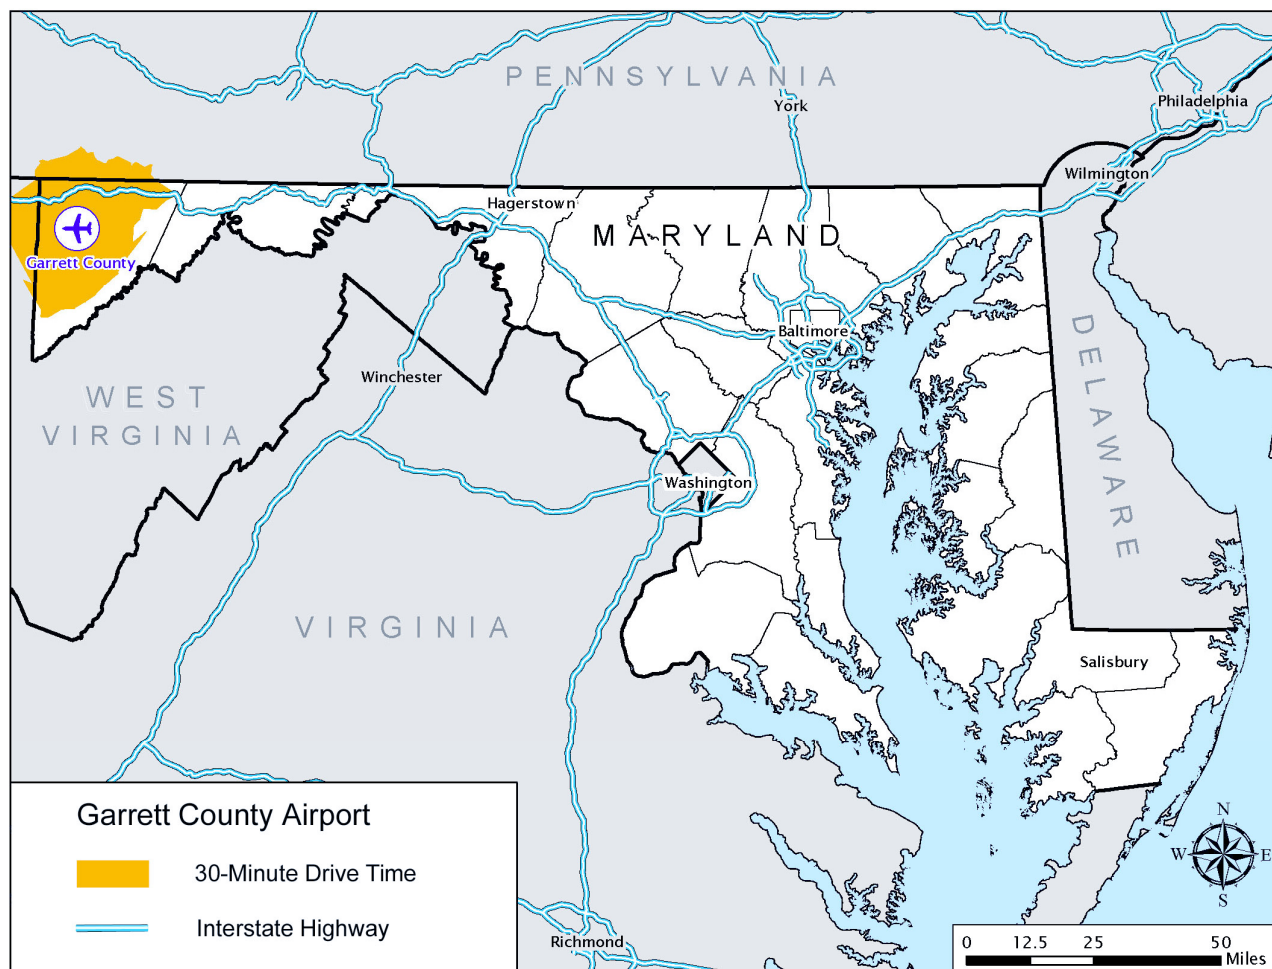 PENNSYLVANIA
York
Philadelphia
Wilmington
Hagerstown
MARYLAND
Garrett County
Baltimore
DELAWARE
Winchester
WEST
VIRGINIA
Washington
VIRGINIA
Salisbury
Garrett County Airport
30-Minute Drive Time
Interstate Highway
Richmond
N
W E
S
0 12.5 25 50
Miles